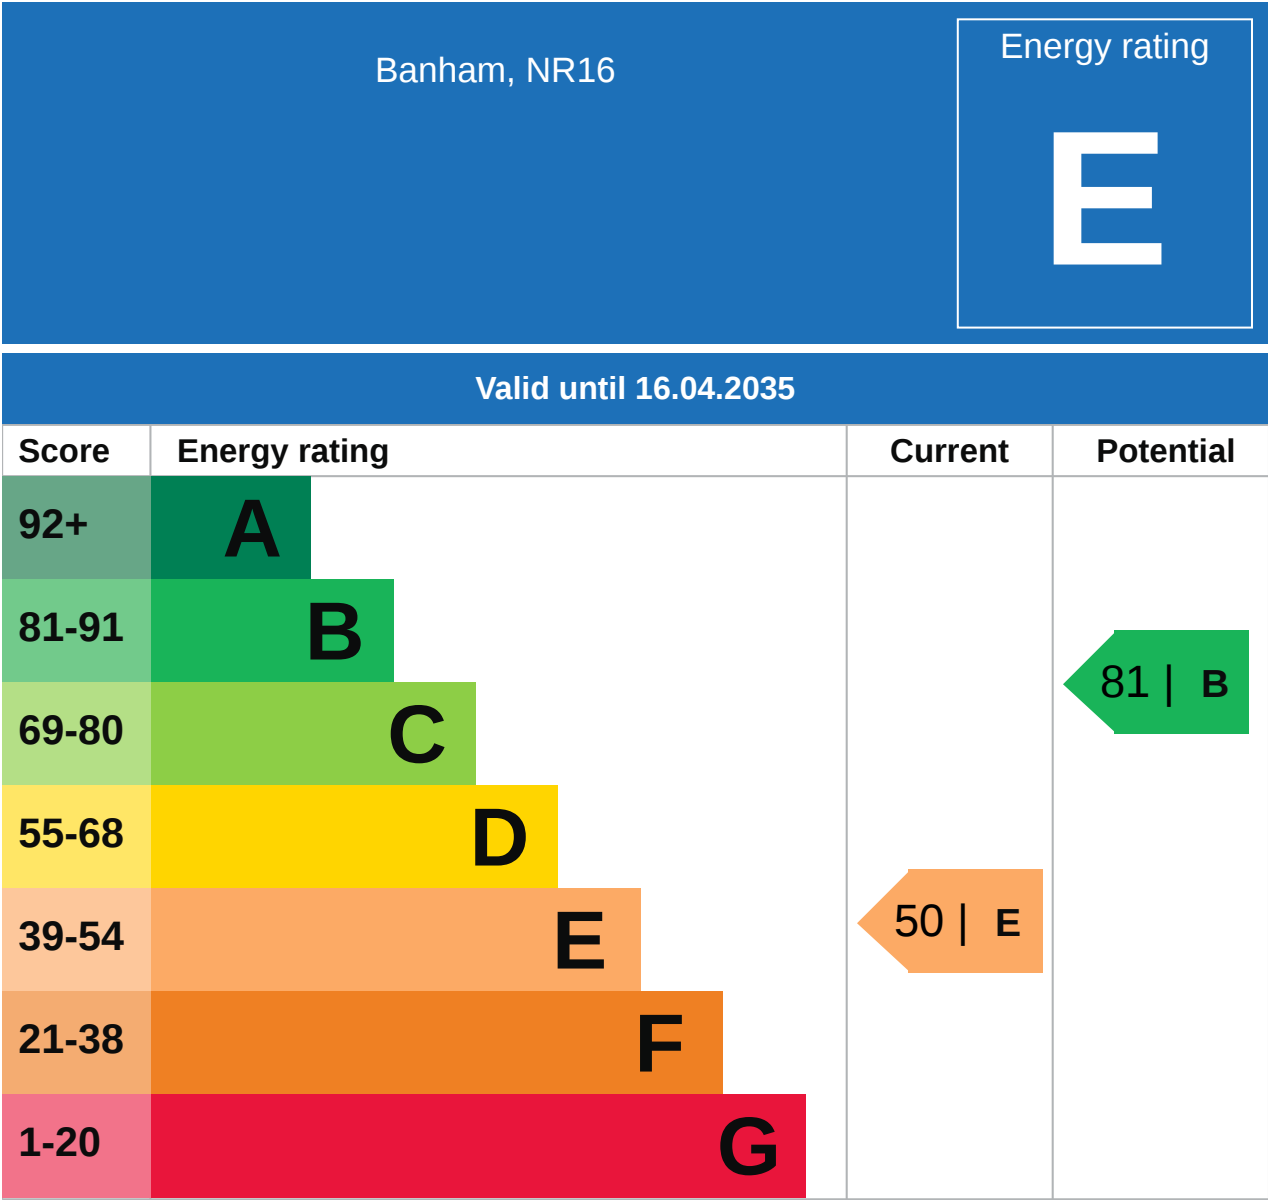 Banham, NR16
Energy rating
E
Valid until 16.04.2035
Score Energy rating Current Potential
92+ A
81-91 B
81 | B
69-80 C
55-68 D
39-54 E
50 | E
21-38 F
1-20 G